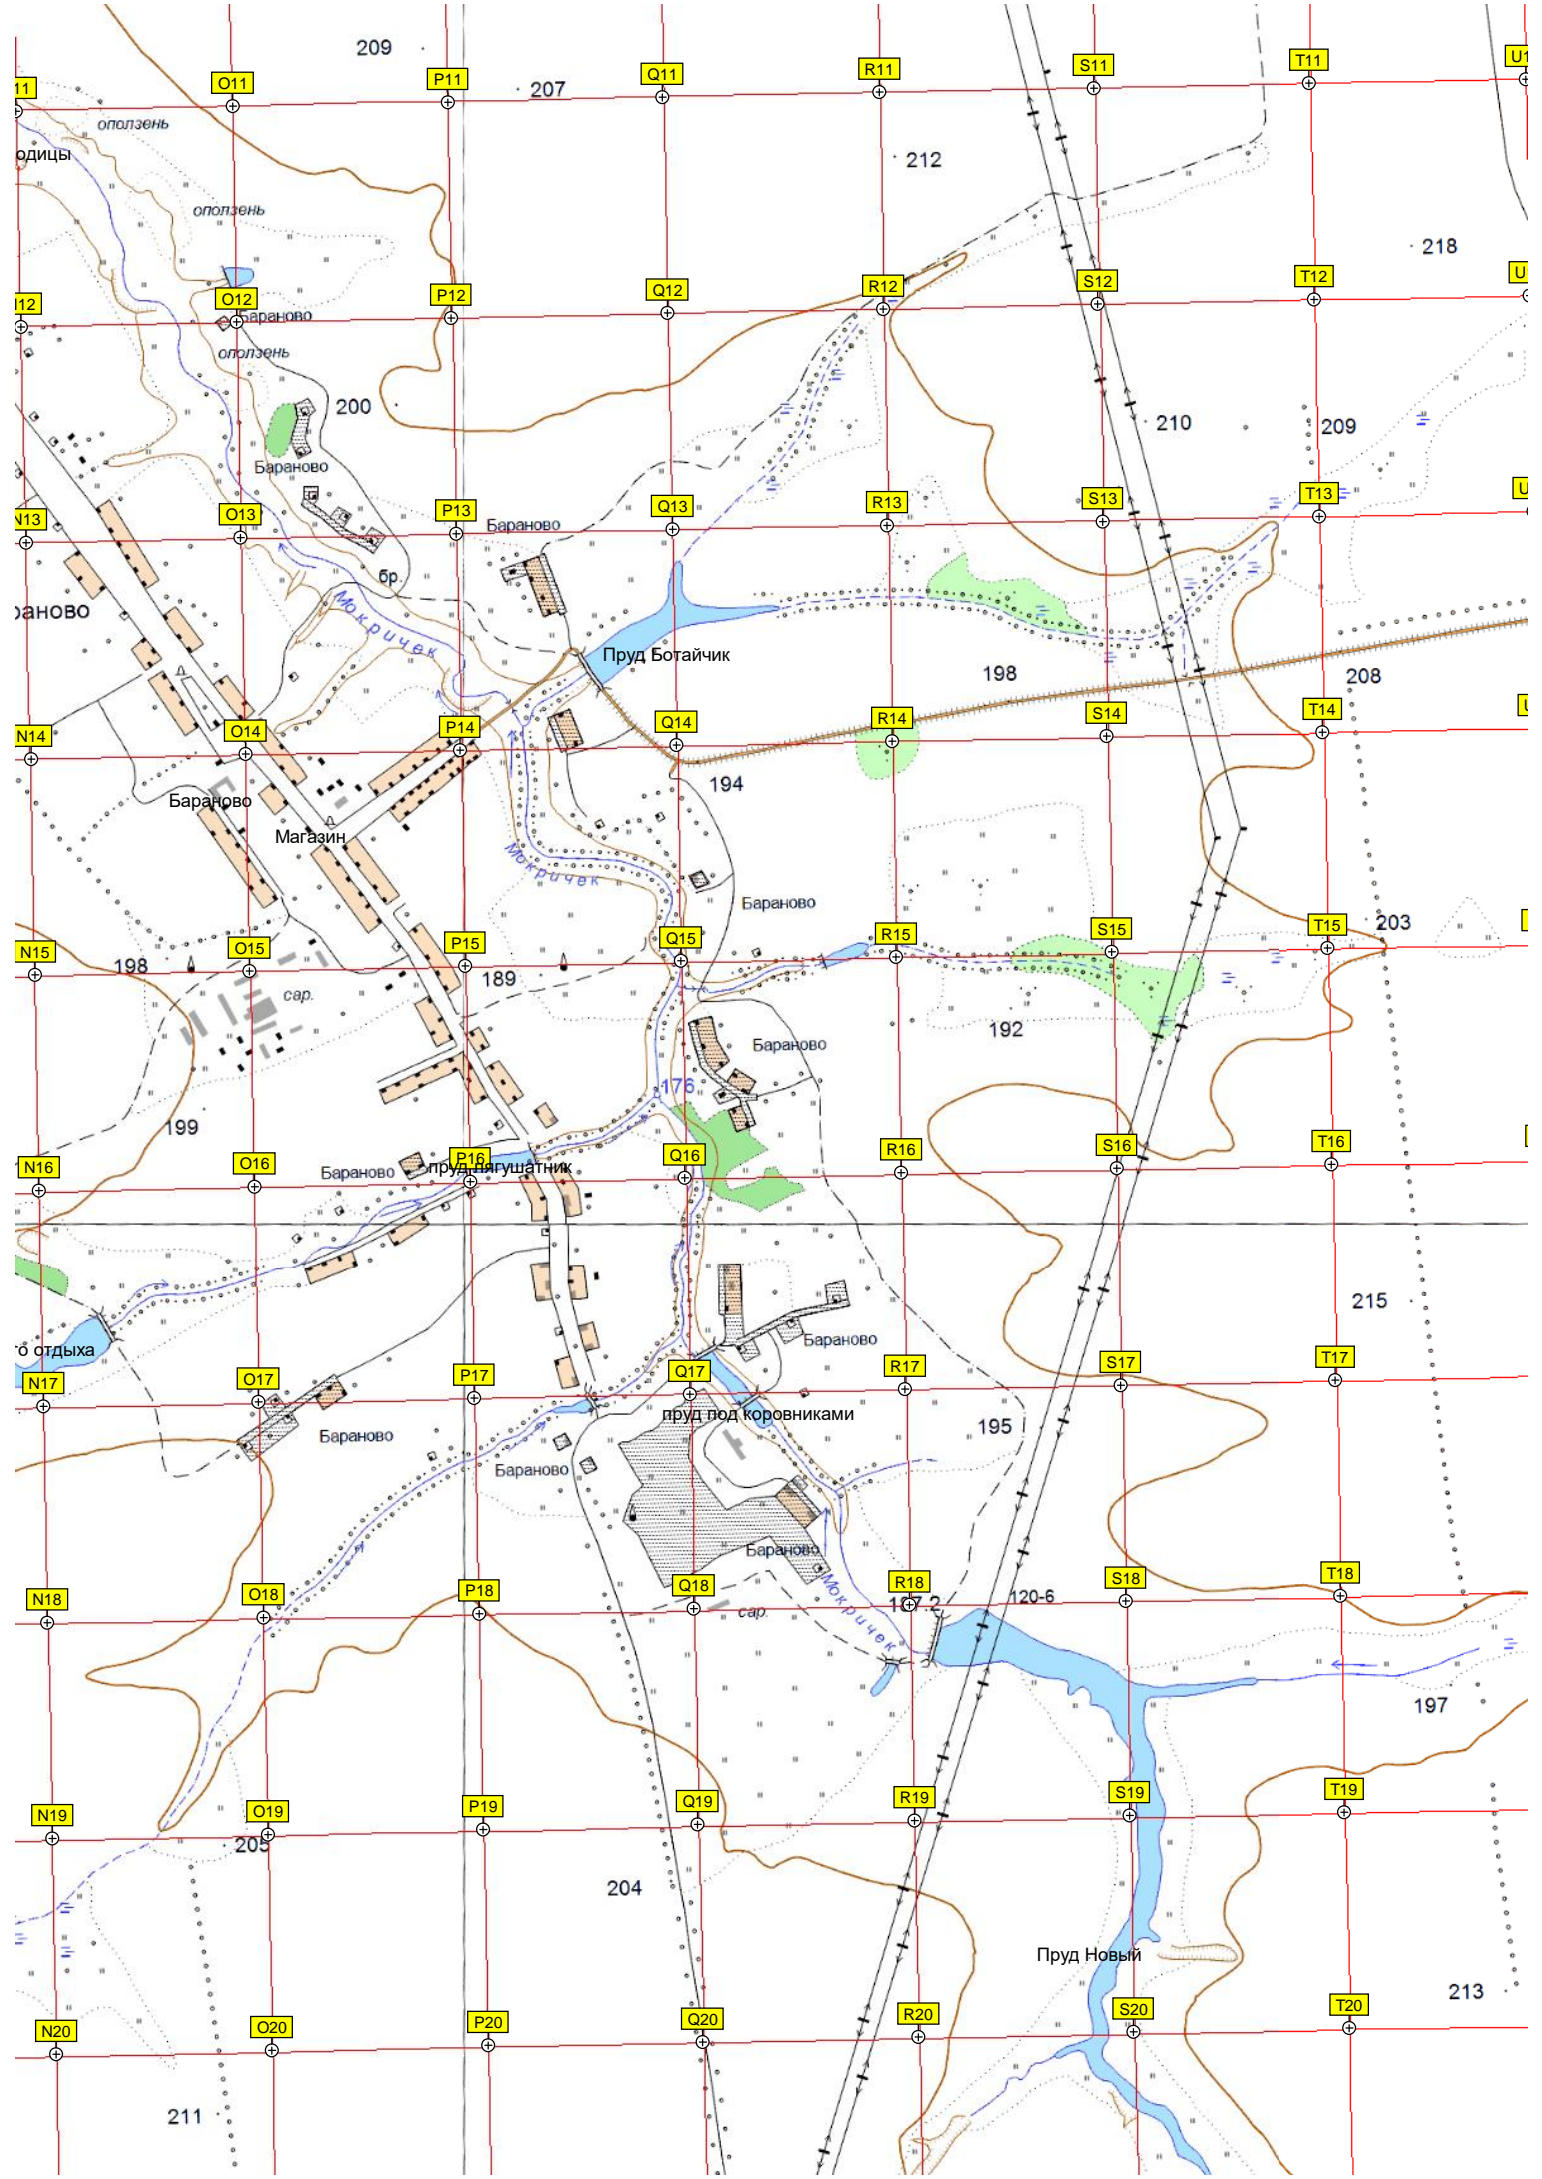 209
O11
P11
Q11
R11
S11
T11
11
207
оползень
212
одицы
оползень
218
O12
P12
Q12
R12
S12
T12
Бараново
оползень
200
210
209
Бараново
N13
O13
P13
Q13
R13
S13
T13
Бараново
бр.
Мокричек
Пруд Ботайчик
198
208
N14
O14
P14
Q14
R14
S14
T14
194
Бараново
Магазин
Мокричек
Бараново
N15
O15
P15
Q15
R15
S15
T15
203
198
189
сар.
192
Бараново
176
199
N16
O16
P16
Q16
R16
S16
T16
Бараново
пруд лягушатник
215
Бараново
го отдыха
N17
O17
P17
Q17
R17
S17
T17
пруд под коровниками
195
Бараново
Бараново
Бараново
Мокричек
N18
O18
P18
Q18
R18
S18
T18
сар.
120-6
197
N19
O19
P19
Q19
R19
S19
T19
205
204
Пруд Новый
213
N20
O20
P20
Q20
R20
S20
T20
211